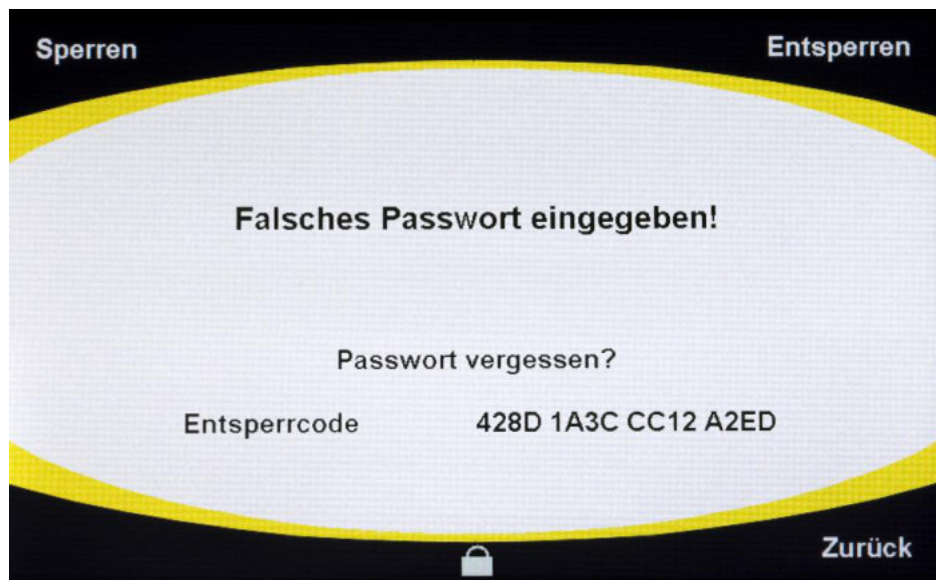 Sperren
Entsperren
Falsches Passwort eingegeben!
Passwort vergessen?
Entsperrcode 428D 1A3C CC12 A2ED
Zurück